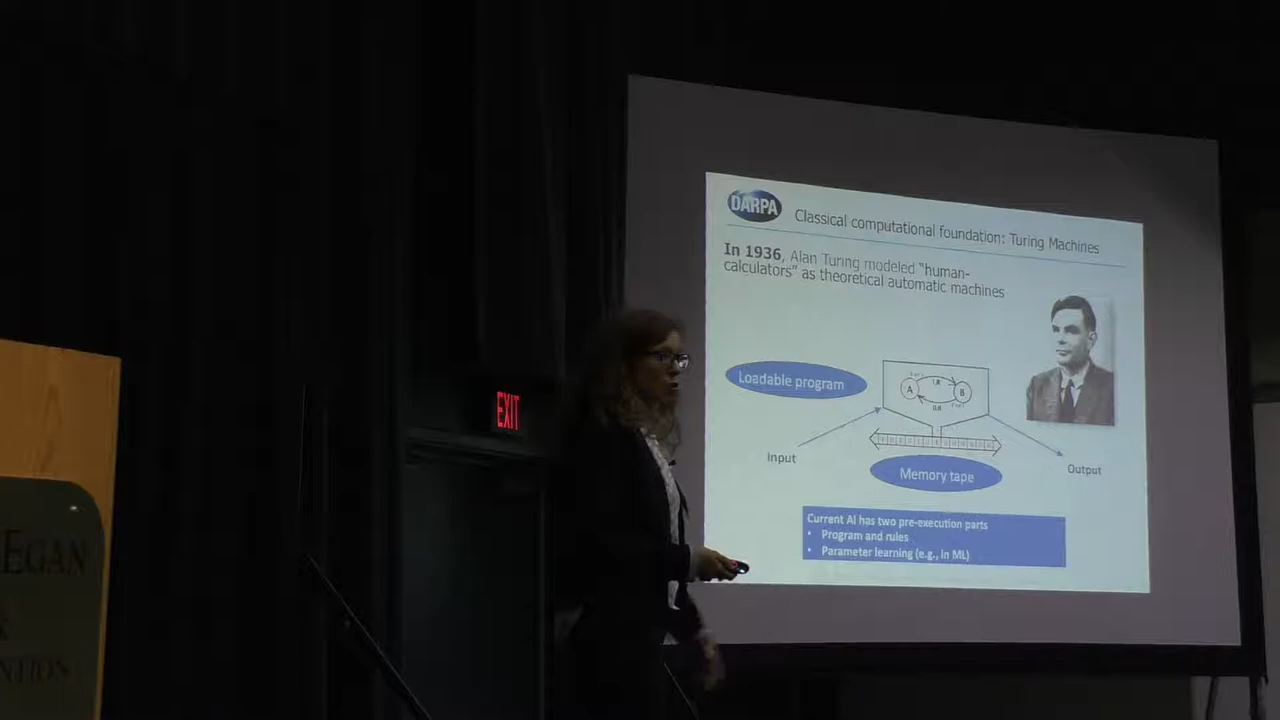 DARPA
Classical computational foundation: Turing Machines
In 1936, Alan Turing modeled "human-
calculators" as theoretical automatic machines
Loadable program
A
B
Input
Memory tape
Output
Current AI has two pre-execution parts
• Program and rules
• Parameter learning (e.g., in ML)
EXIT
EGAN